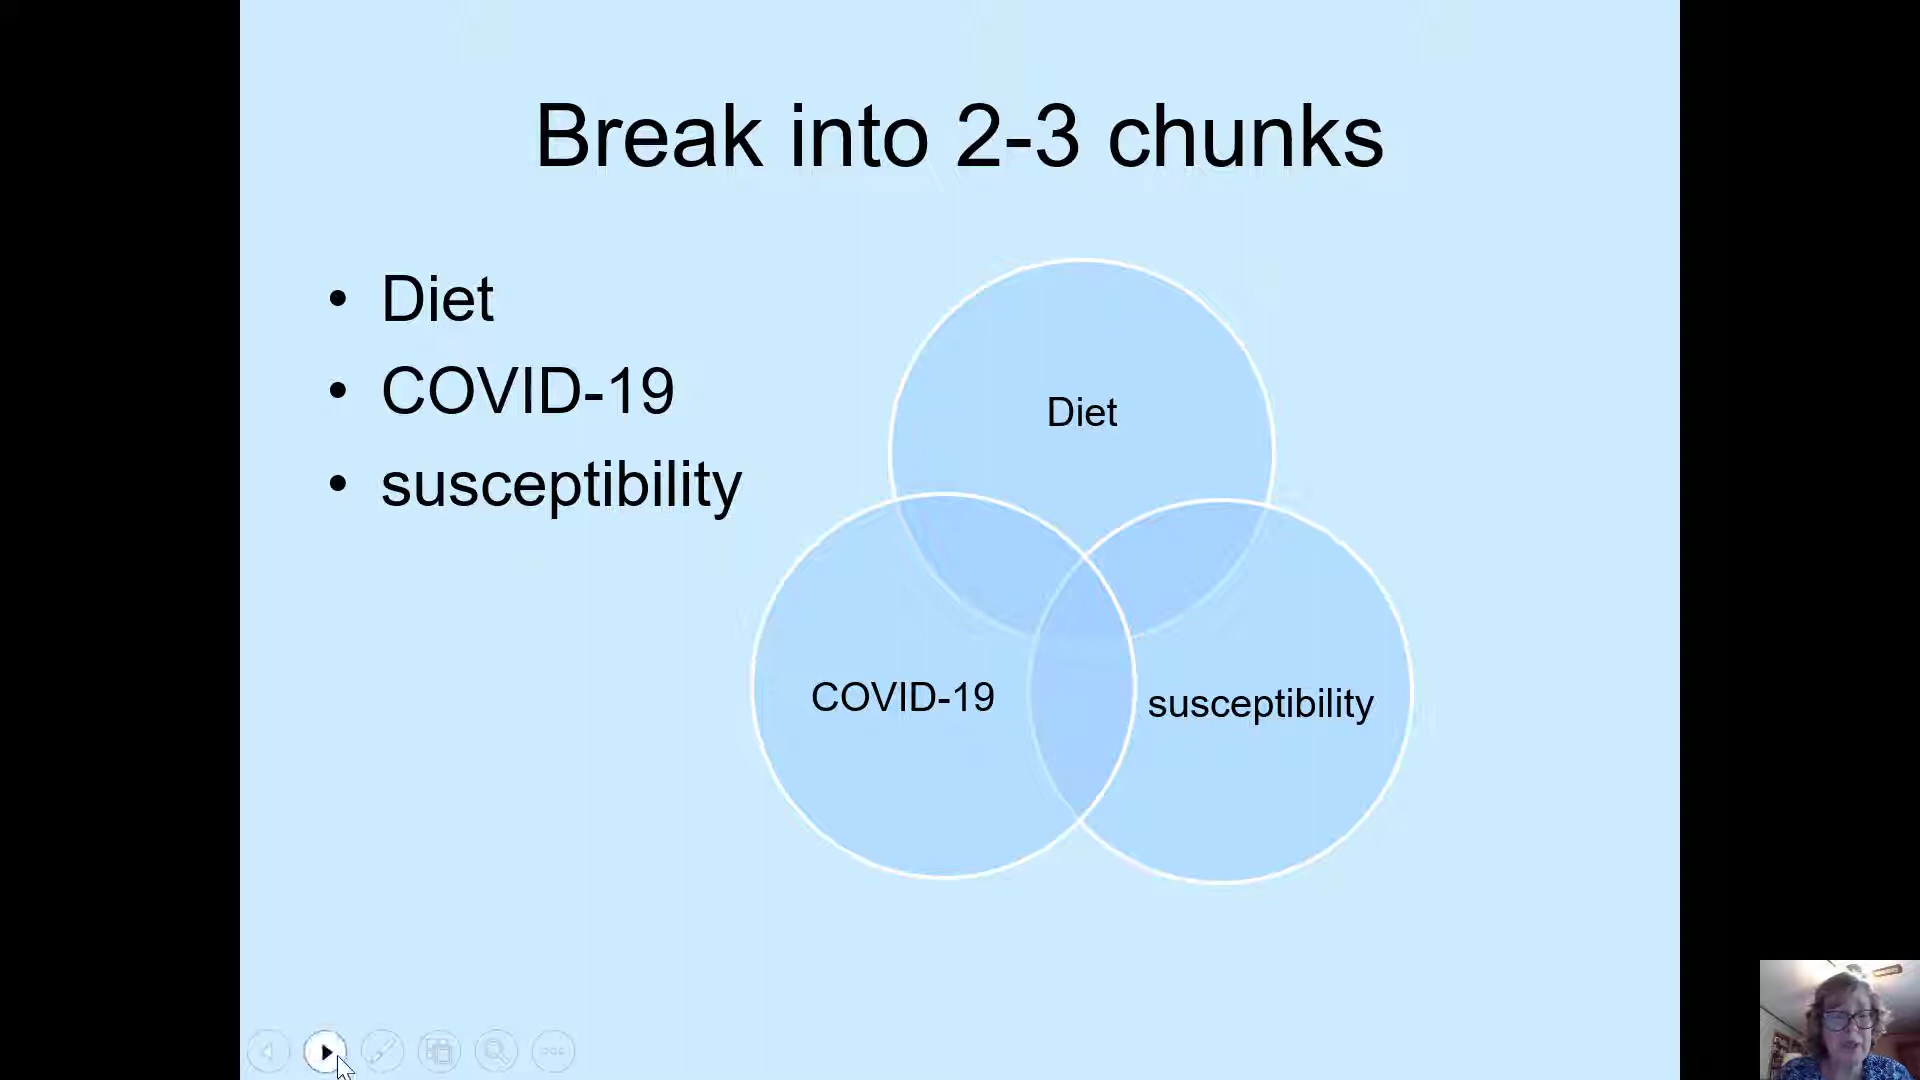 Break into 2-3 chunks
• Diet
• COVID-19
• susceptibility
Diet
COVID-19
susceptibility